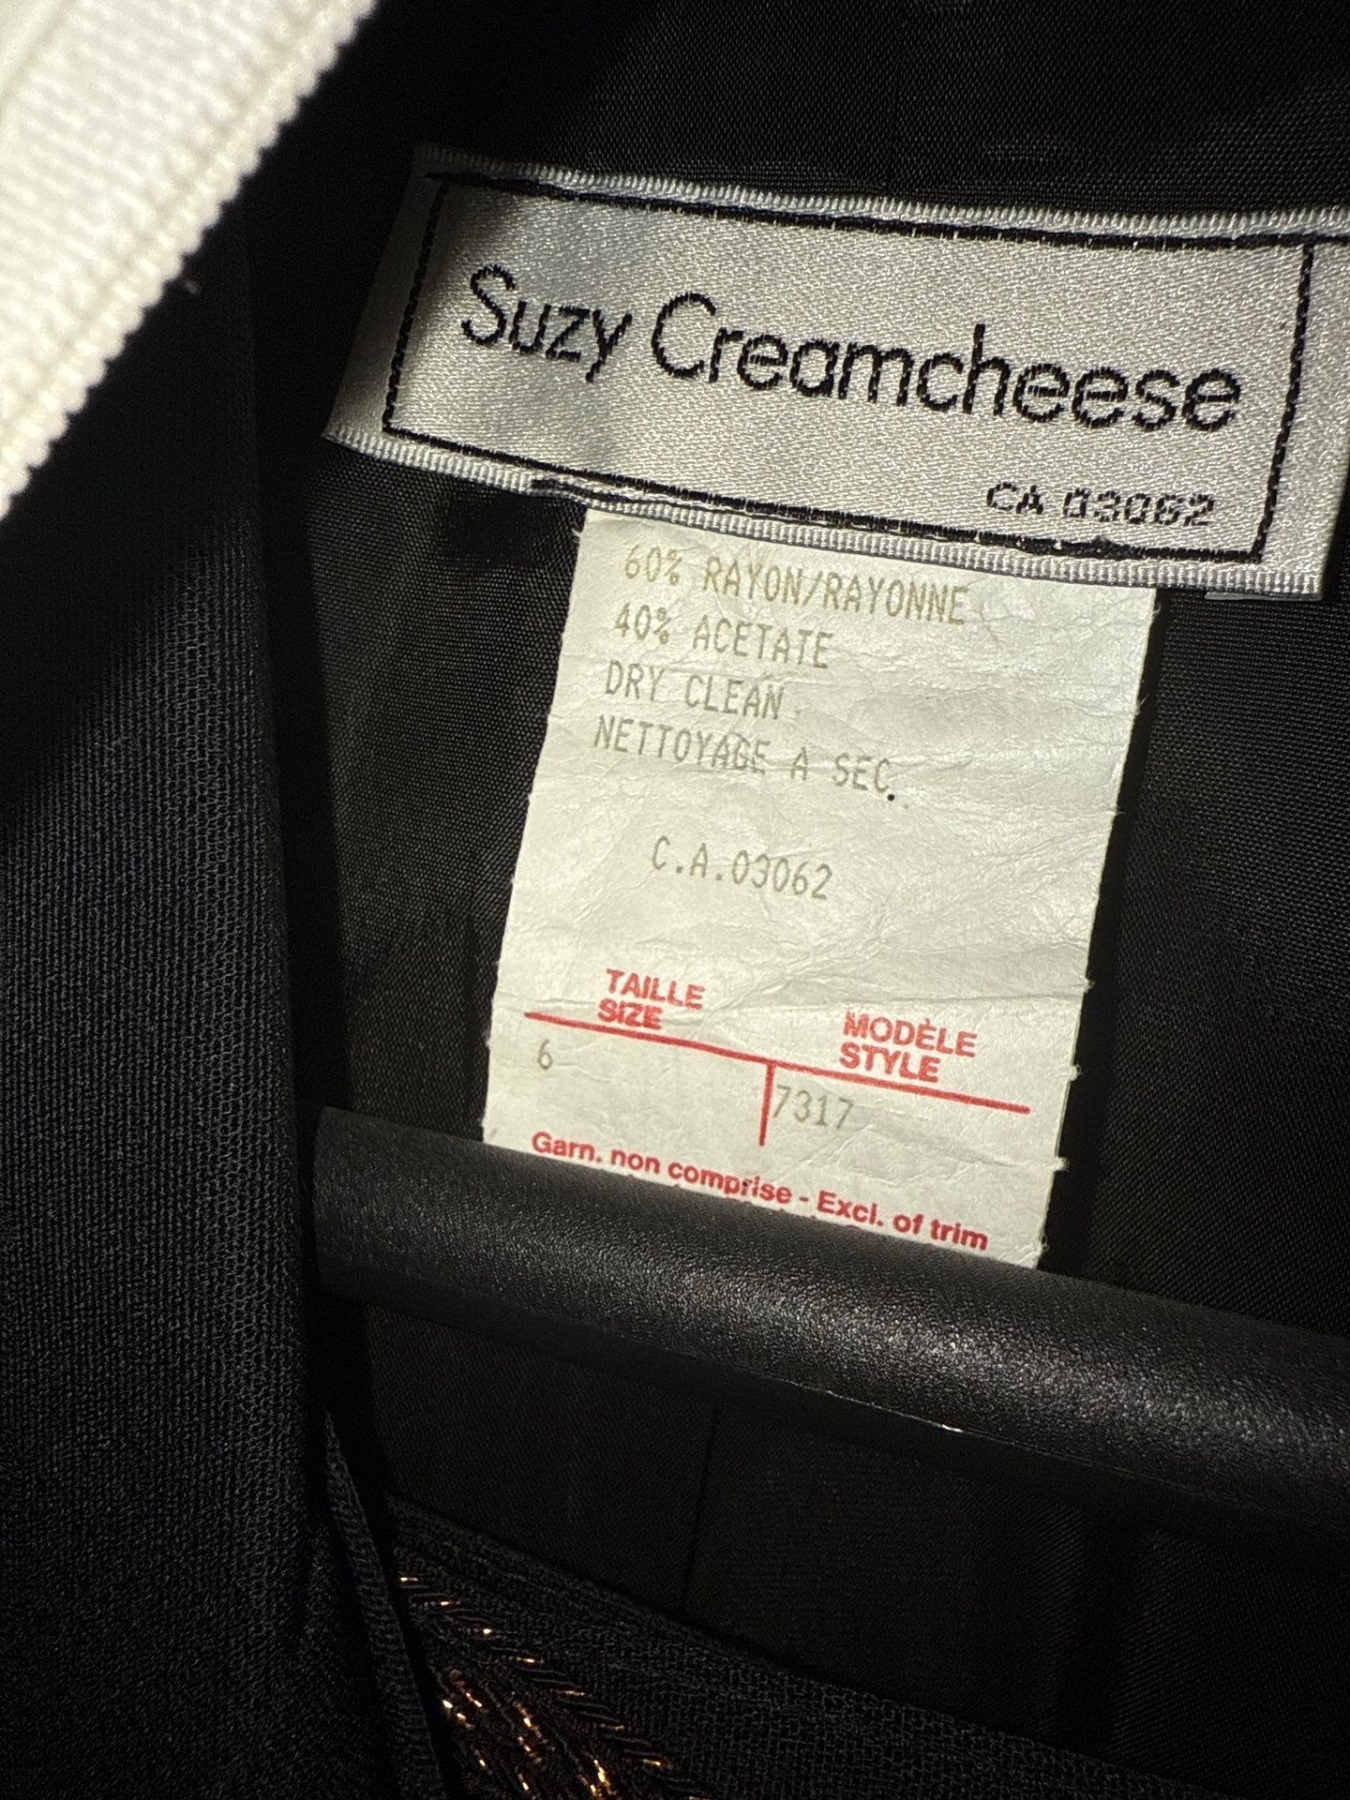 Suzy Creamcheese
CA 03062
60% RAYON/RAYONNE
40% ACETATE
DRY CLEAN
NETTOYAGE A SEC.
C.A.03062
TAILLE
SIZE
MODÈLE
STYLE
6
7317
Garn. non comprise - Excl. of trim